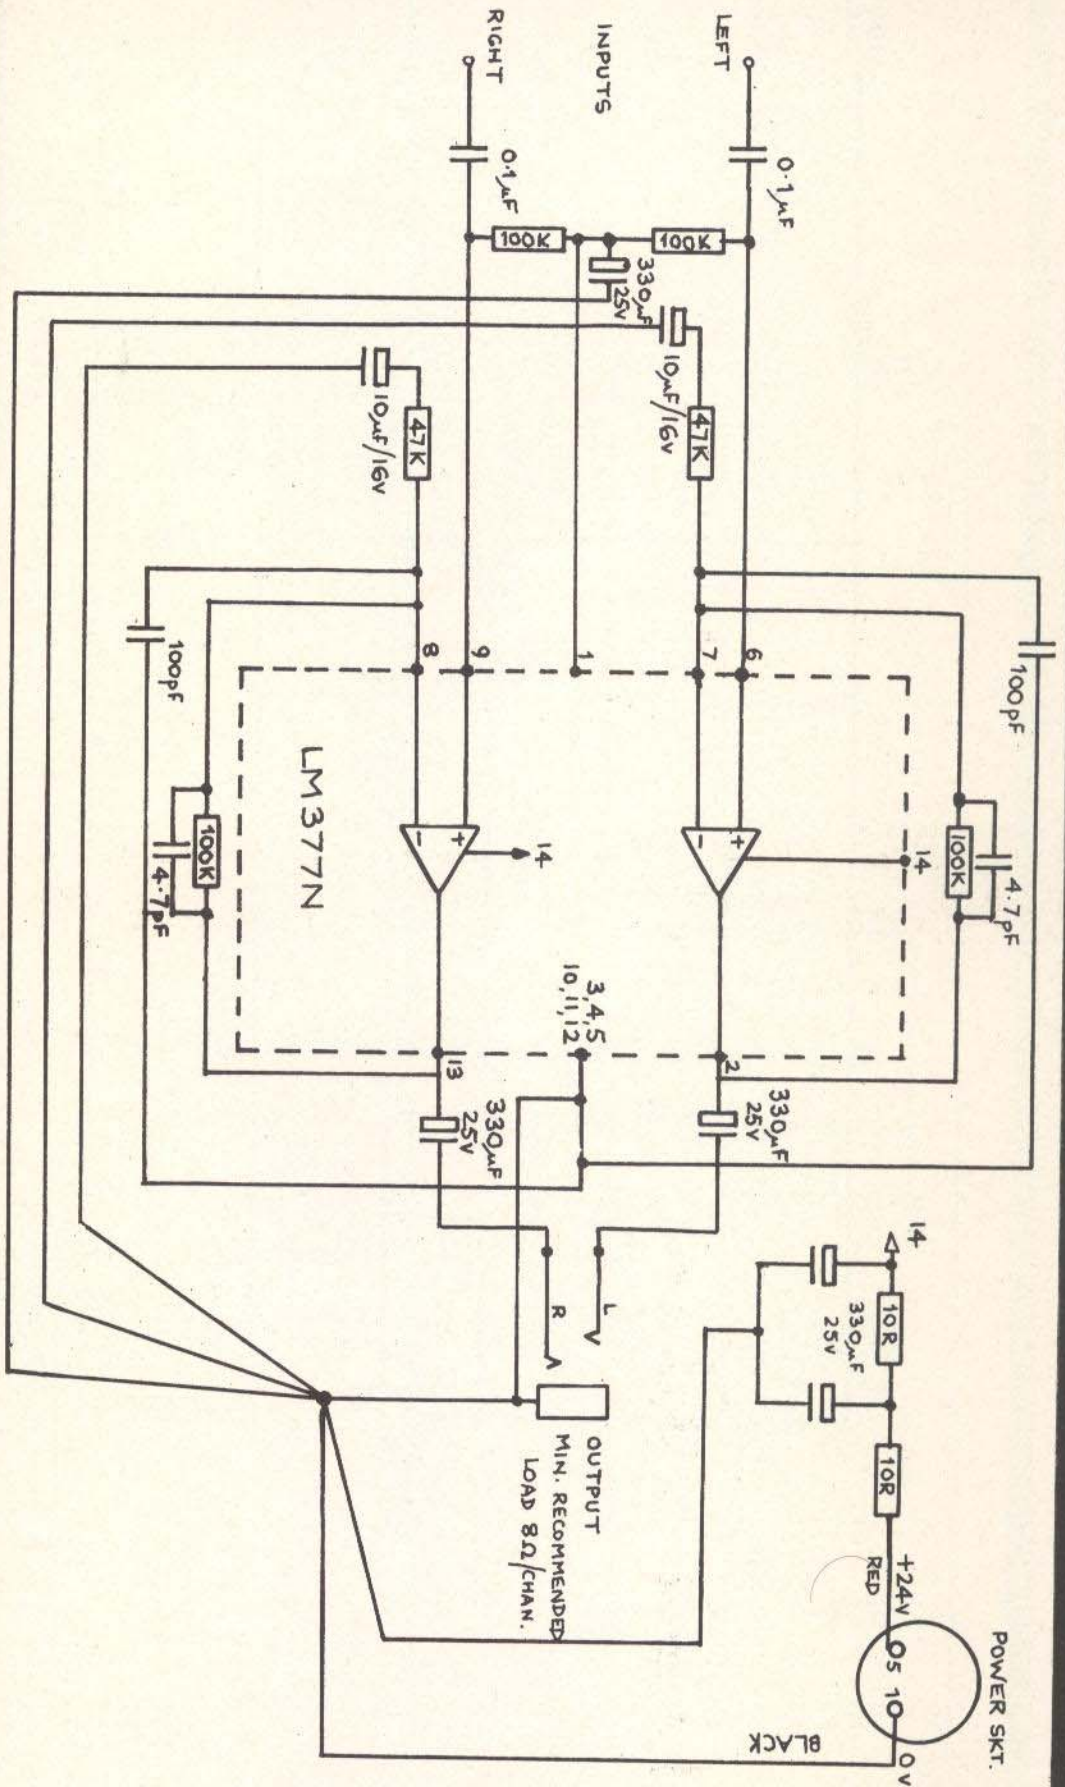 LEFT
INPUTS
RIGHT
0.1µF
0.1µF
100K
100K
330µF
25V
10µF/16V
47K
10µF/16V
47K
100pF
100K
4.7pF
6
7
1
9
8
+
-
14
+
-
14
LM377N
100pF
100K
4.7pF
3,4,5
10,11,12
2
13
330µF
25V
330µF
25V
L
R
OUTPUT
MIN. RECOMMENDED
LOAD 8Ω/CHAN.
14
10R
330µF
25V
10R
+24V
RED
POWER SKT.
5
1
0V
BLACK